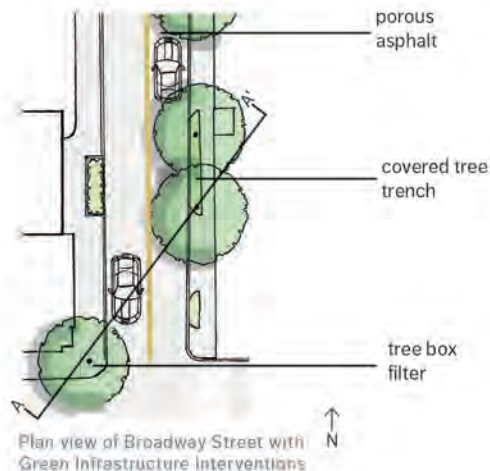 porous
asphalt
A'
covered tree
trench
tree box
filter
A
N
Plan view of Broadway Street with
Green Infrastructure Interventions